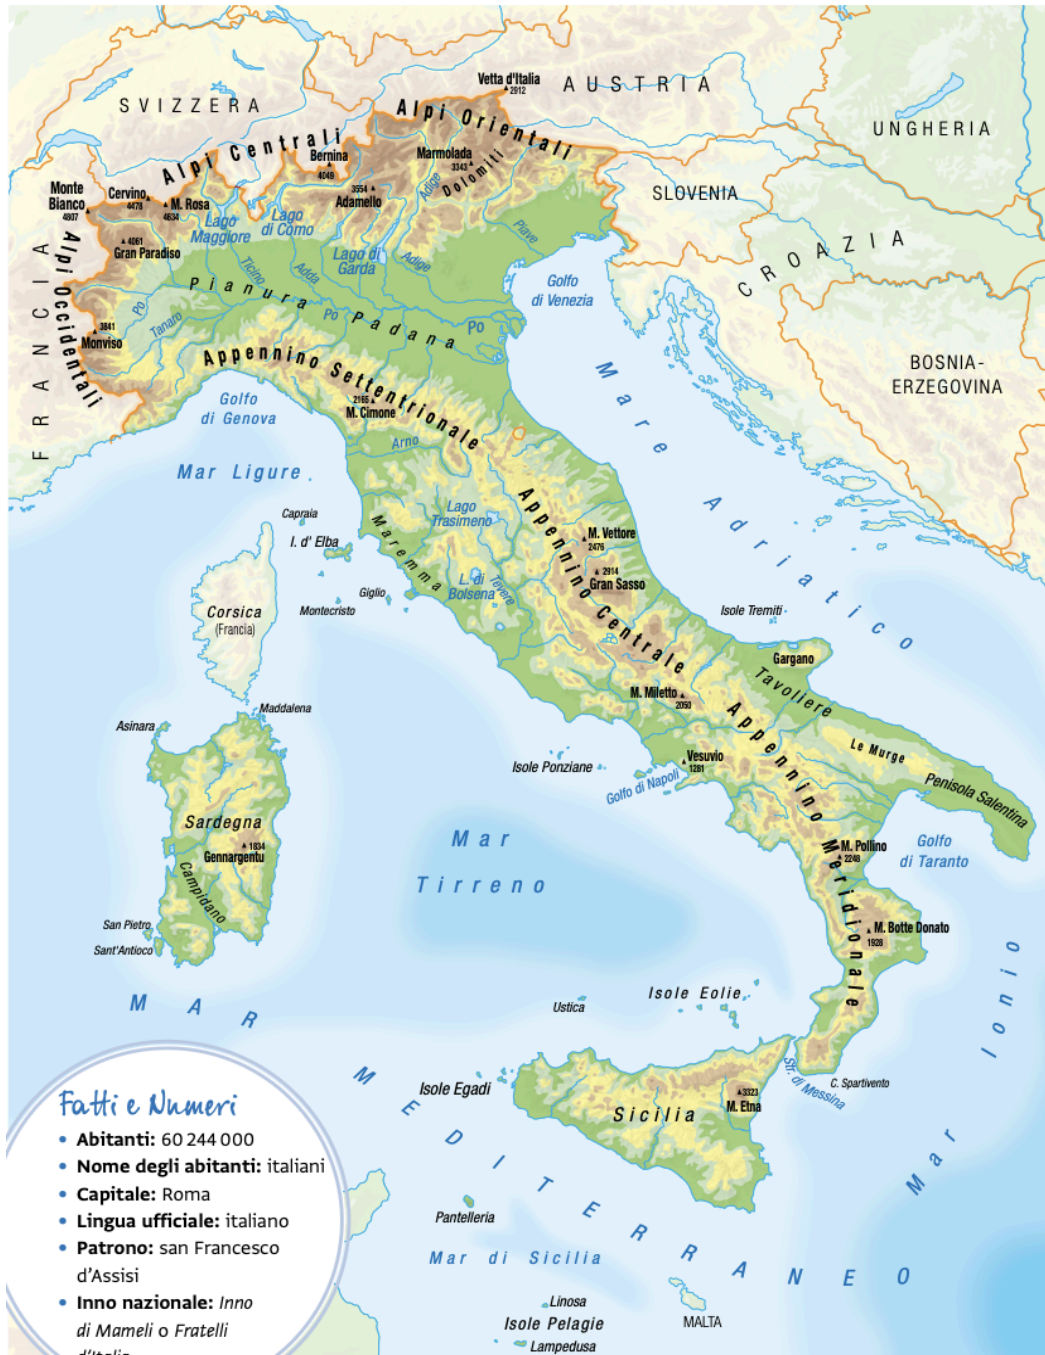 Vetta d'Italia
2912
AUSTRIA
SVIZZERA
UNGHERIA
Alpi Orientali
Alpi Centrali
Bernina
4049
Marmolada
3343
Dolomiti
SLOVENIA
Monte
Bianco
4807
Cervino
4478
M. Rosa
4634
3554
Adamello
Adige
Lago
Maggiore
Lago
di Como
Piave
CROAZIA
4061
Gran Paradiso
Lago di
Garda
Adige
FRANCIA
Alpi Occidentali
Ticino
Adda
Golfo
di Venezia
Pianura Padana
Po
Po
Po
Tanaro
3841
Monviso
Appennino Settentrionale
BOSNIA-
ERZEGOVINA
Golfo
di Genova
2165
M. Cimone
Mare Adriatico
Arno
Mar Ligure
Lago
Trasimeno
Capraia
I. d' Elba
Maremma
Appennino Centrale
M. Vettore
2476
2914
Gran Sasso
L. di
Bolsena
Tevere
Giglio
Montecristo
Corsica
(Francia)
Isole Tremiti
Gargano
Tavoliere
M. Miletto
2050
Maddalena
Asinara
Appennino Meridionale
Le Murge
Vesuvio
1281
Isole Ponziane
Golfo di Napoli
Penisola Salentina
Sardegna
1834
Gennargentu
Campidano
Mar
Tirreno
M. Pollino
2248
Golfo
di Taranto
San Pietro
Sant'Antioco
M. Botte Donato
1928
MAR MEDITERRANEO
Ustica
Isole Eolie
Mar Ionio
Isole Egadi
Str. di Messina
C. Spartivento
3323
M. Etna
Sicilia
Pantelleria
Mar di Sicilia
Linosa
Isole Pelagie
Lampedusa
MALTA
Fatti e Numeri
• Abitanti: 60 244 000
• Nome degli abitanti: italiani
• Capitale: Roma
• Lingua ufficiale: italiano
• Patrono: san Francesco
d'Assisi
• Inno nazionale: Inno
di Mameli o Fratelli
d'Italia